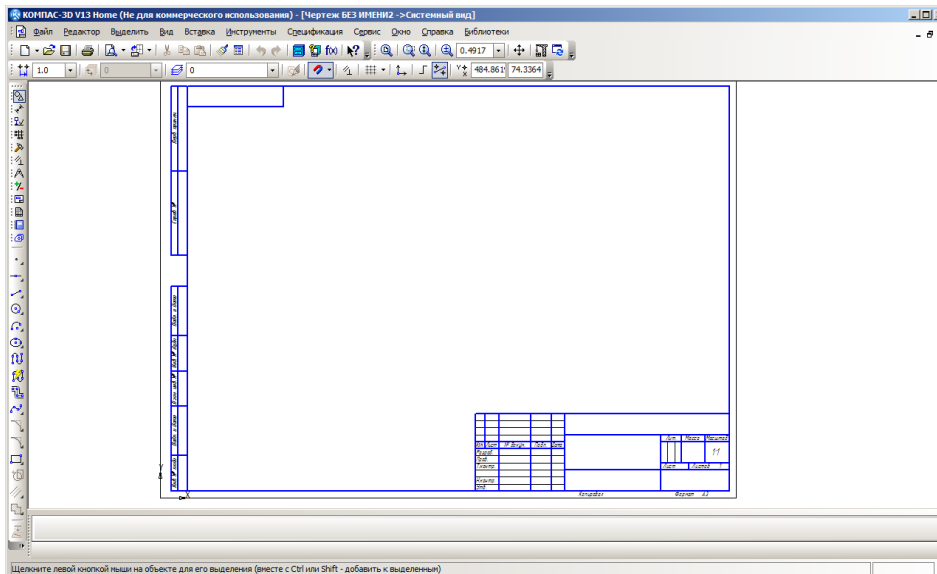 КОМПАС-3D V13 Home (Не для коммерческого использования) - [Чертеж БЕЗ ИМЕНИ2 ->Системный вид]
Файл Редактор Выделить Вид Вставка Инструменты Спецификация Сервис Окно Справка Библиотеки
0.4917
1.0 0 0 484.861 74.3364
Лит Масса Масштаб
1:1
Лист Листов 1
Изм Лист № докум. Подп. Дата
Разраб.
Пров.
Т.контр.
Н.контр.
Утв.
Копировал Формат А3
Y
X
Щелкните левой кнопкой мыши на объекте для его выделения (вместе с Ctrl или Shift - добавить к выделенным)